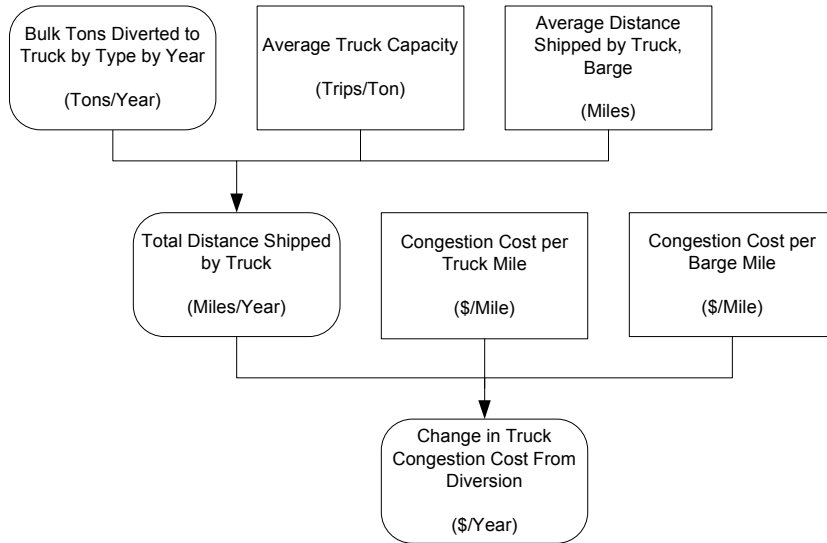 Bulk Tons Diverted to
Truck by Type by Year
(Tons/Year)
Average Truck Capacity
(Trips/Ton)
Average Distance
Shipped by Truck,
Barge
(Miles)
Total Distance Shipped
by Truck
(Miles/Year)
Congestion Cost per
Truck Mile
($/Mile)
Congestion Cost per
Barge Mile
($/Mile)
Change in Truck
Congestion Cost From
Diversion
($/Year)